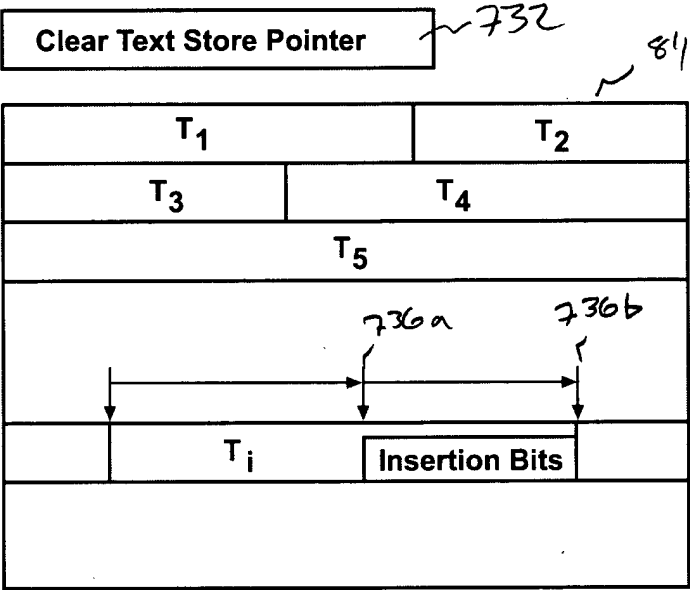 Clear Text Store Pointer 732
84
T1 T2
T3 T4
T5
736a 736b
Ti Insertion Bits